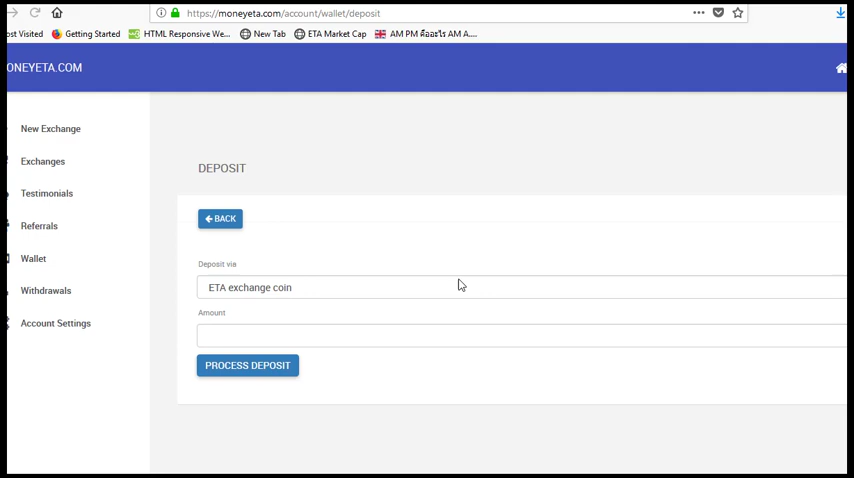 https://moneyeta.com/account/wallet/deposit
ost Visited Getting Started HTML Responsive We... New Tab ETA Market Cap AM PM คืออะไร AM A...
ONEYETA.COM
New Exchange
Exchanges
Testimonials
Referrals
Wallet
Withdrawals
Account Settings
DEPOSIT
BACK
Deposit via
ETA exchange coin
Amount
PROCESS DEPOSIT